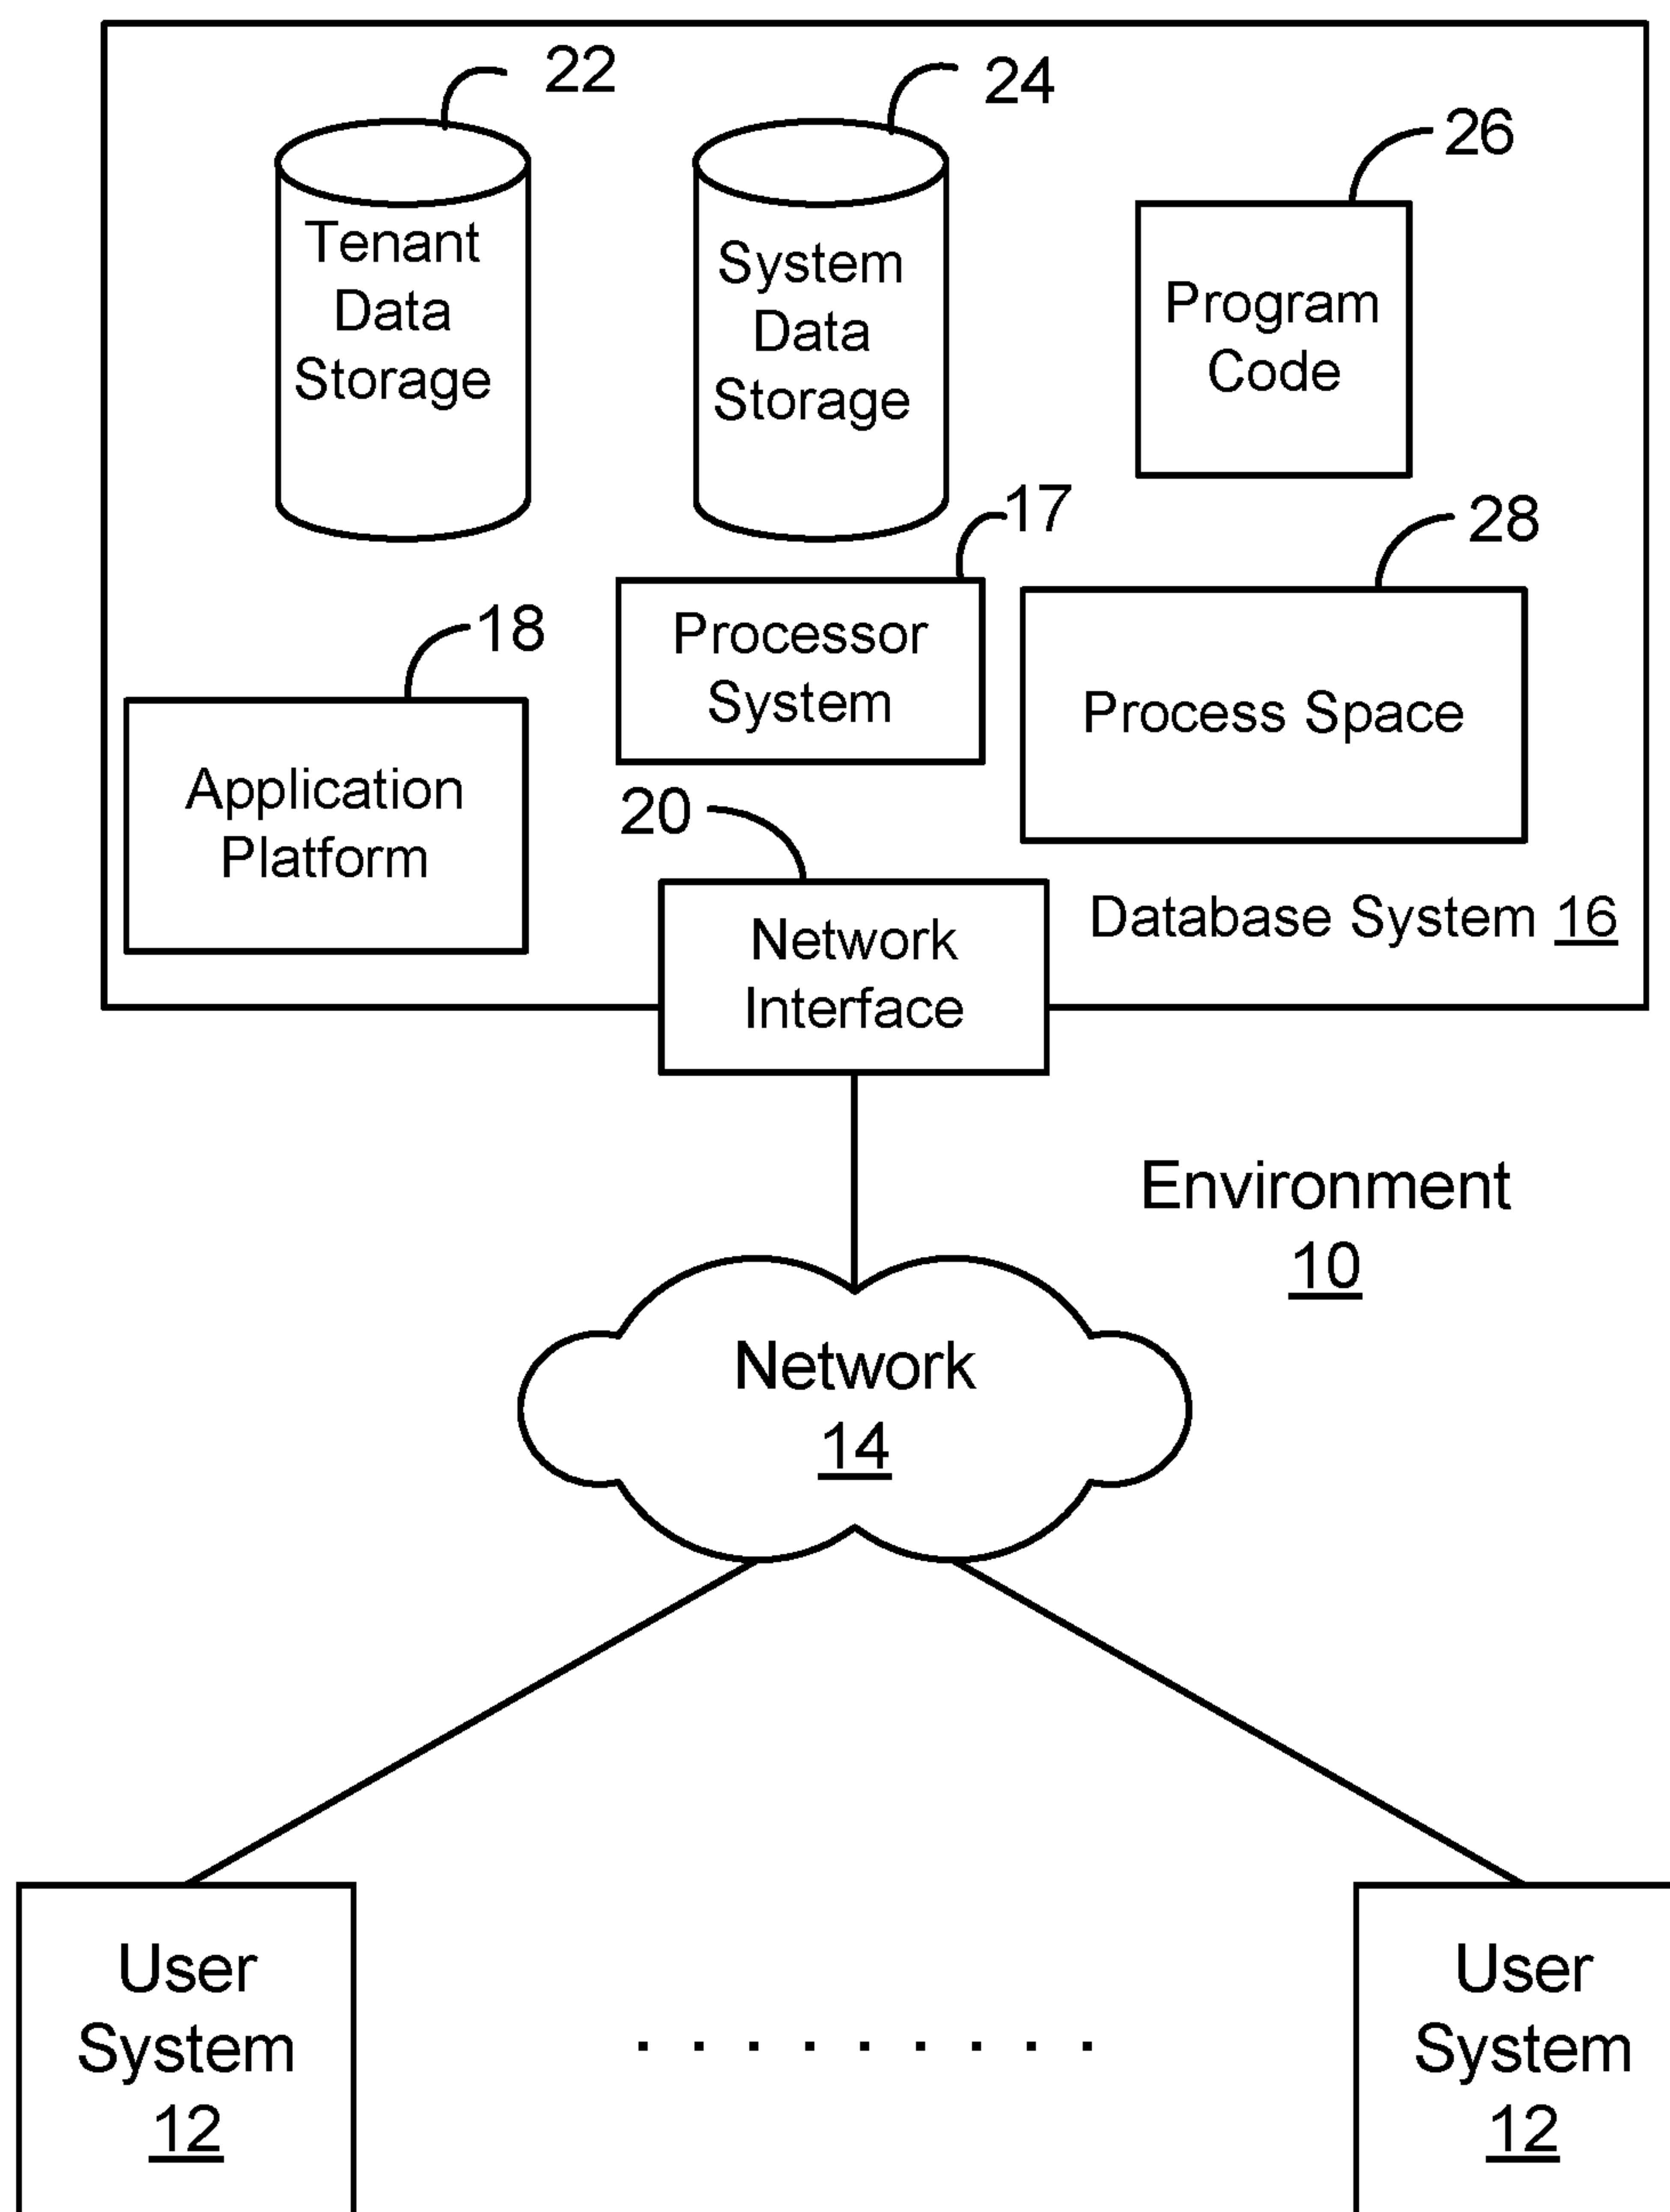 22
24
26
Tenant
Data
Storage
System
Data
Storage
Program
Code
17
28
18
Processor
System
Process Space
Application
Platform
20
Database System 16
Network
Interface
Environment
10
Network
14
User
System
12
. . . . . . . . .
User
System
12